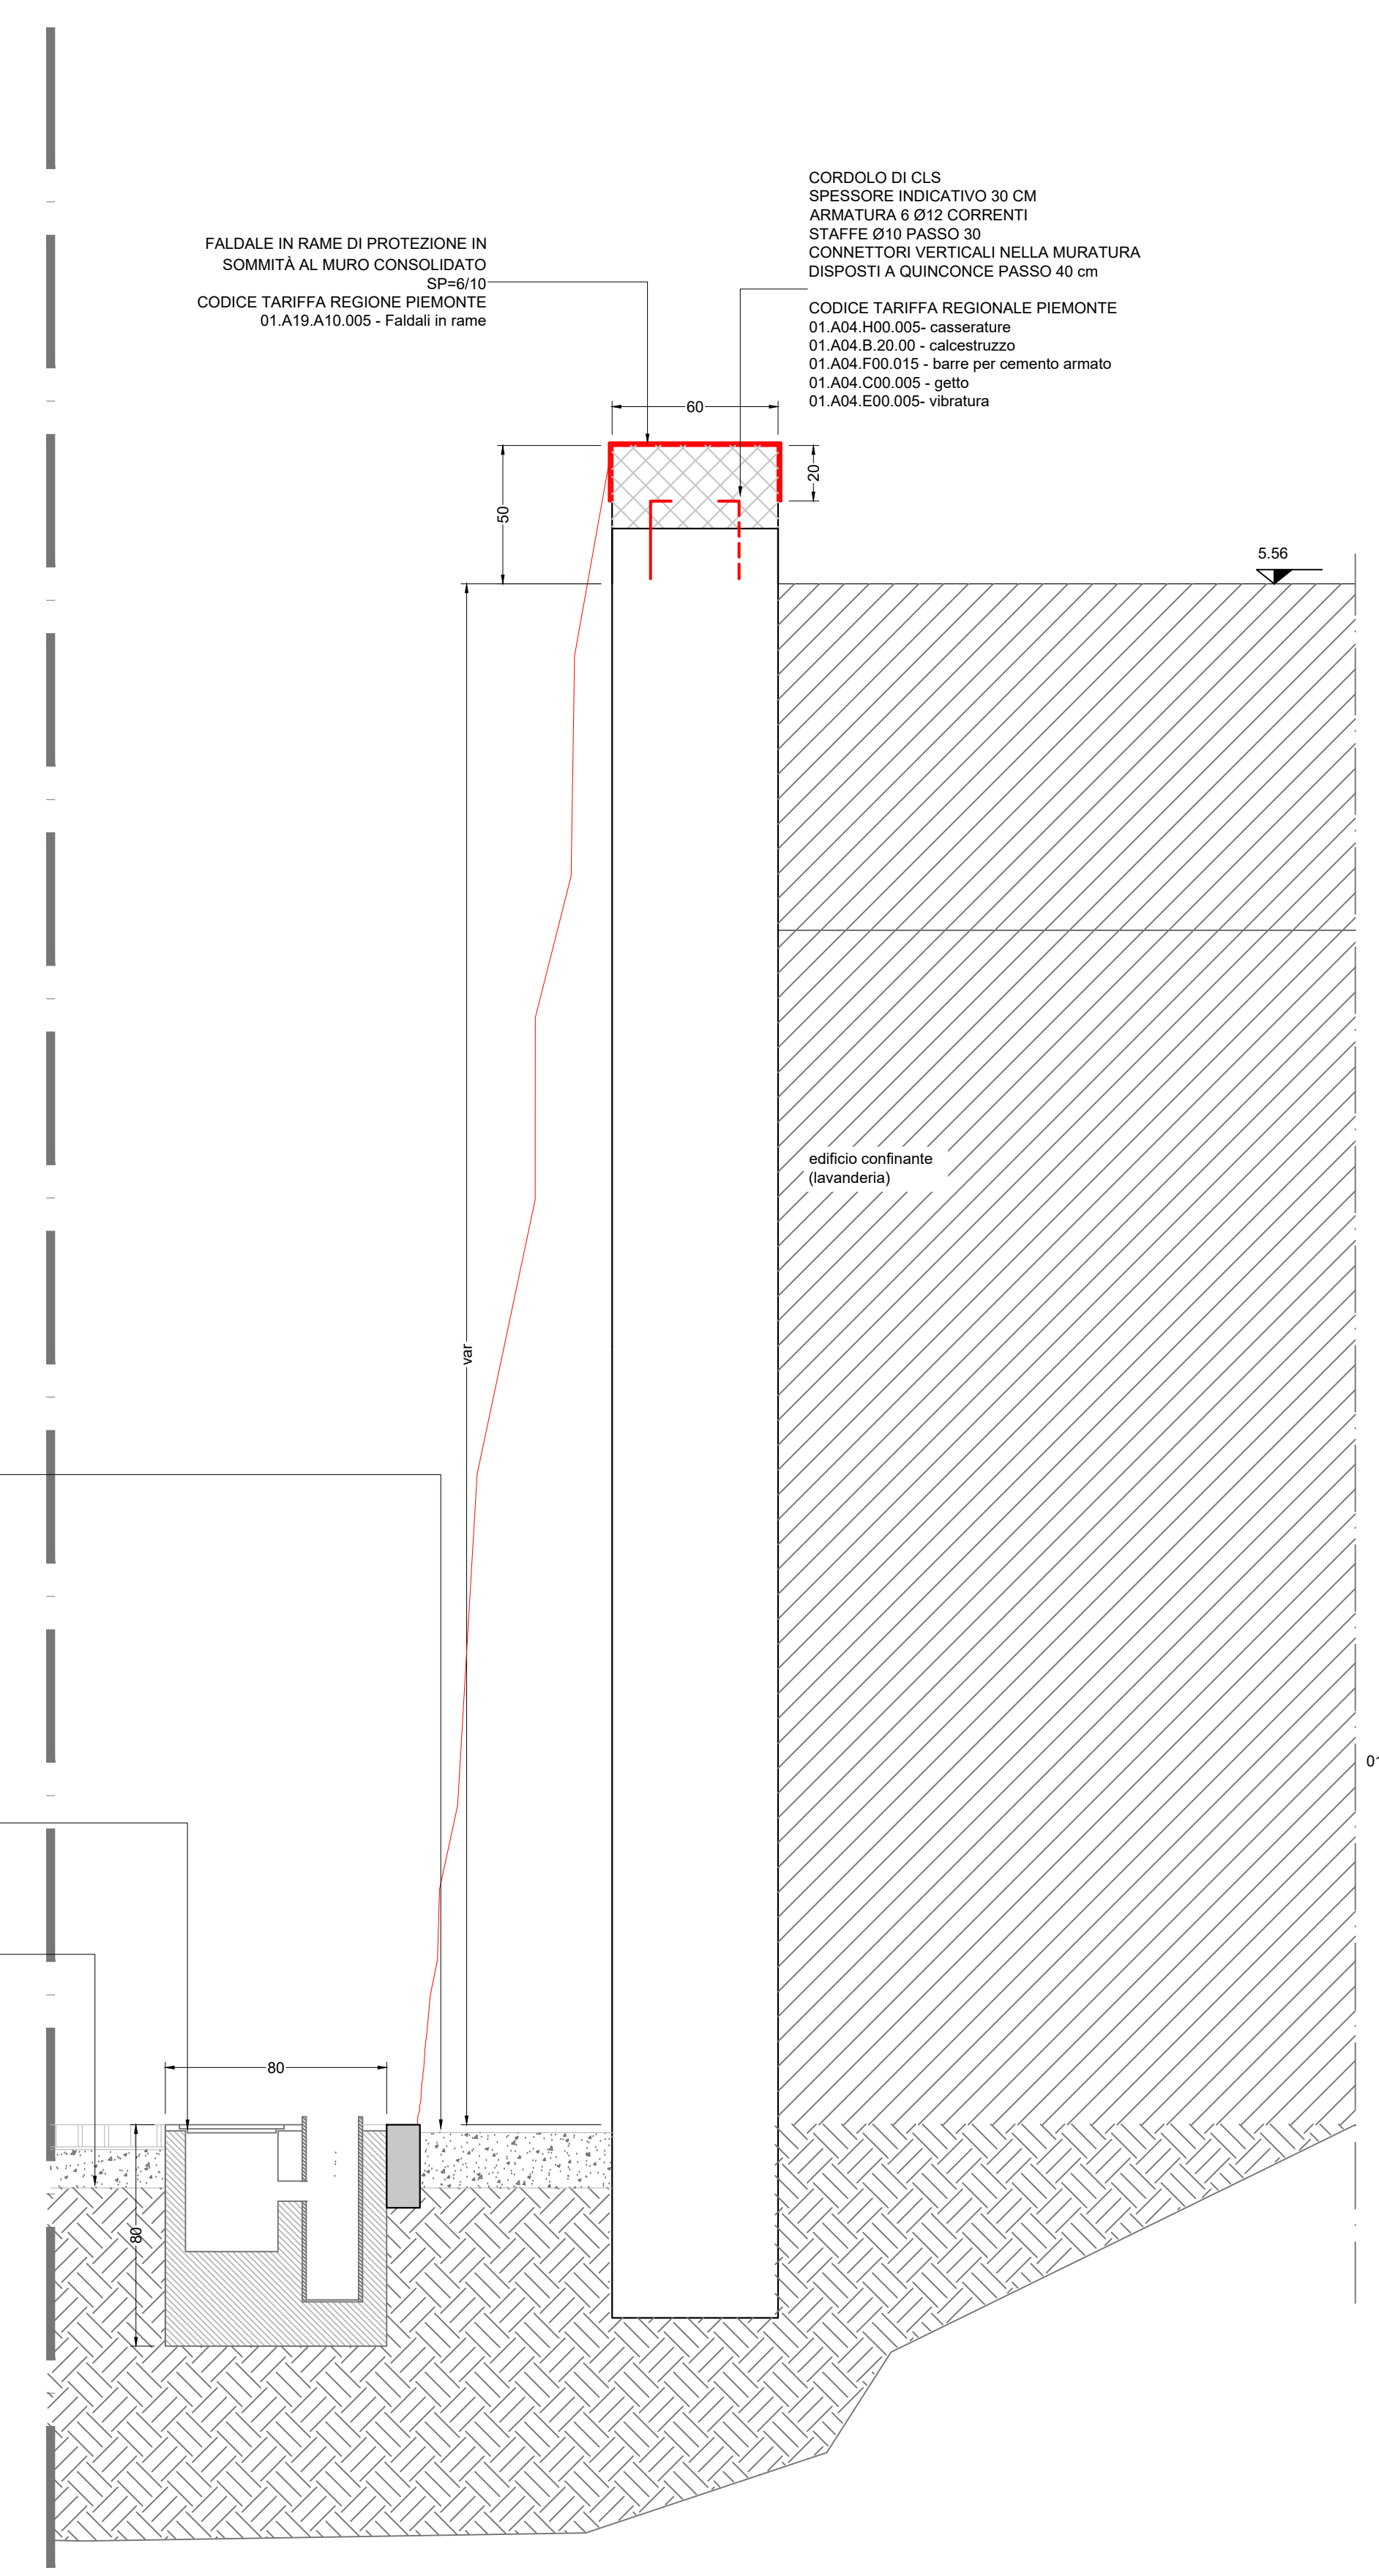 CORDOLO DI CLS
SPESSORE INDICATIVO 30 CM
ARMATURA 6 Ø12 CORRENTI
STAFFE Ø10 PASSO 30
CONNETTORI VERTICALI NELLA MURATURA
DISPOSTI A QUINCONCE PASSO 40 cm
CODICE TARIFFA REGIONALE PIEMONTE
01.A04.H00.005- casserature
01.A04.B.20.00 - calcestruzzo
01.A04.F00.015 - barre per cemento armato
01.A04.C00.005 - getto
01.A04.E00.005- vibratura
FALDALE IN RAME DI PROTEZIONE IN
SOMMITÀ AL MURO CONSOLIDATO
SP=6/10
CODICE TARIFFA REGIONE PIEMONTE
01.A19.A10.005 - Faldali in rame
60
20
50
5.56
edificio confinante
(lavanderia)
var
01
80
80